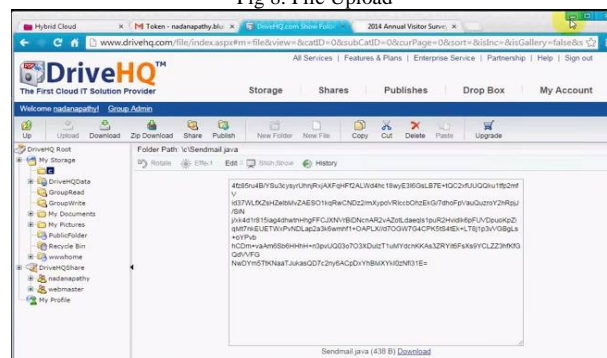 Fig 8. File Upload
Hybrid Cloud
M Token - nadanapathy.blu
DriveHQ.com Show Folder
2014 Annual Visitor Survey
www.drivehq.com/file/index.aspx#m=file&view=&catID=0&subCatID=0&curPage=0&sort=&isInc=&isGallery=false&s
DriveHQ™
The First Cloud IT Solution Provider
All Services | Features & Plans | Enterprise Service | Partnership | Help | Sign out
Storage Shares Publishes Drop Box My Account
Welcome nadanapathy! Group Admin
Up Upload Download Zip Download Share Publish New Folder New File Copy Cut Delete Paste Upgrade
DriveHQ Root
Folder Path: \c\Sendmail.java
My Storage
Rotate Effect Edit Slide Show History
c
DriveHQData
GroupRead
GroupWrite
My Documents
My Pictures
PublicFolder
Recycle Bin
wwwhome
DriveHQShare
nadanapathy
webmaster
My Profile
Sendmail.java (438 B) Download